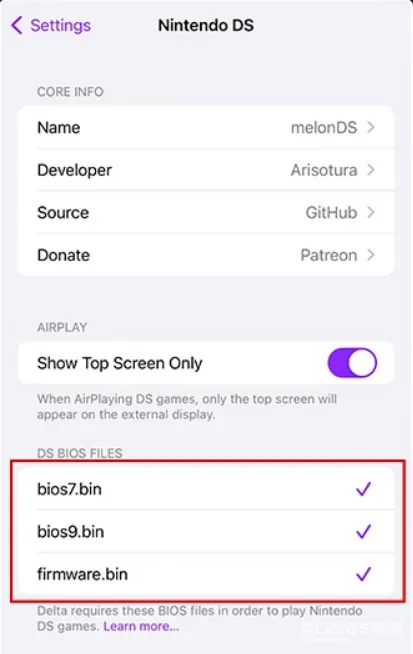 Settings
Nintendo DS
CORE INFO
Name melonDS
Developer Arisotura
Source GitHub
Donate Patreon
AIRPLAY
Show Top Screen Only
When AirPlaying DS games, only the top screen will
appear on the external display.
DS BIOS FILES
bios7.bin
bios9.bin
firmware.bin
Delta requires these BIOS files in order to play Nintendo
DS games. Learn more...